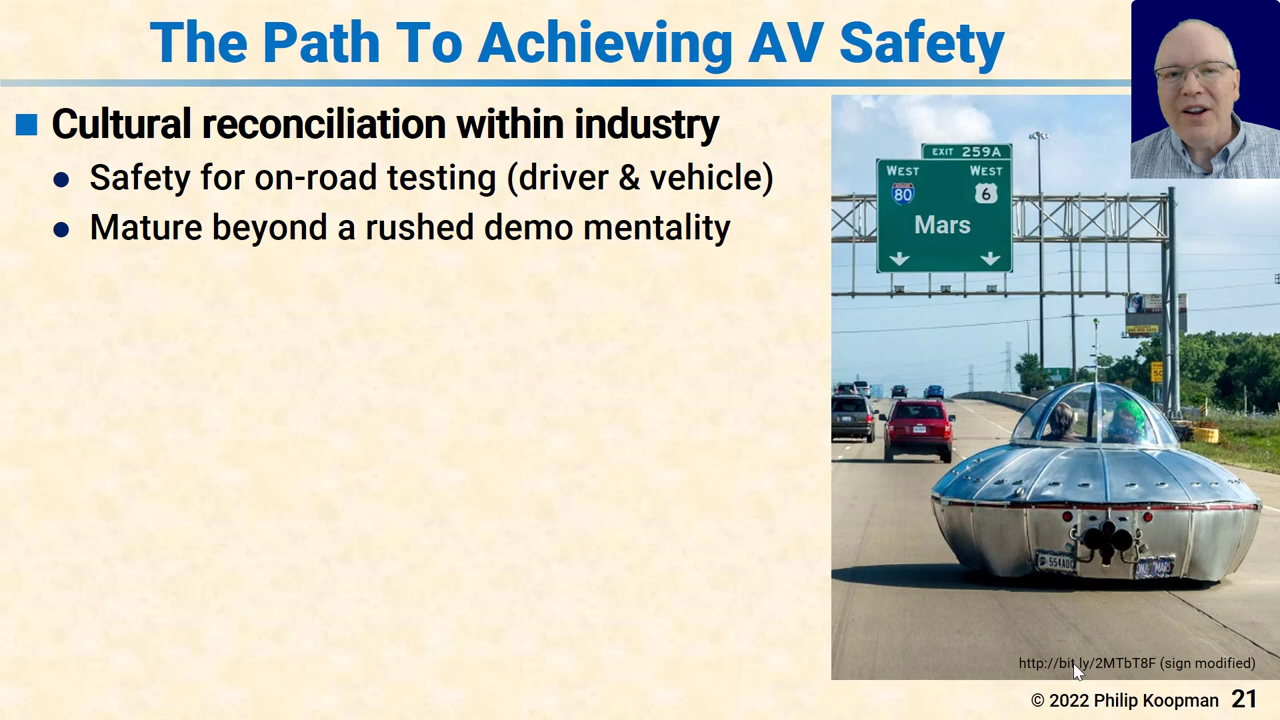 The Path To Achieving AV Safety
Cultural reconciliation within industry
Safety for on-road testing (driver & vehicle)
Mature beyond a rushed demo mentality
EXIT 259A
WEST WEST
80 6
Mars
http://bit.ly/2MTbT8F (sign modified)
© 2022 Philip Koopman 21